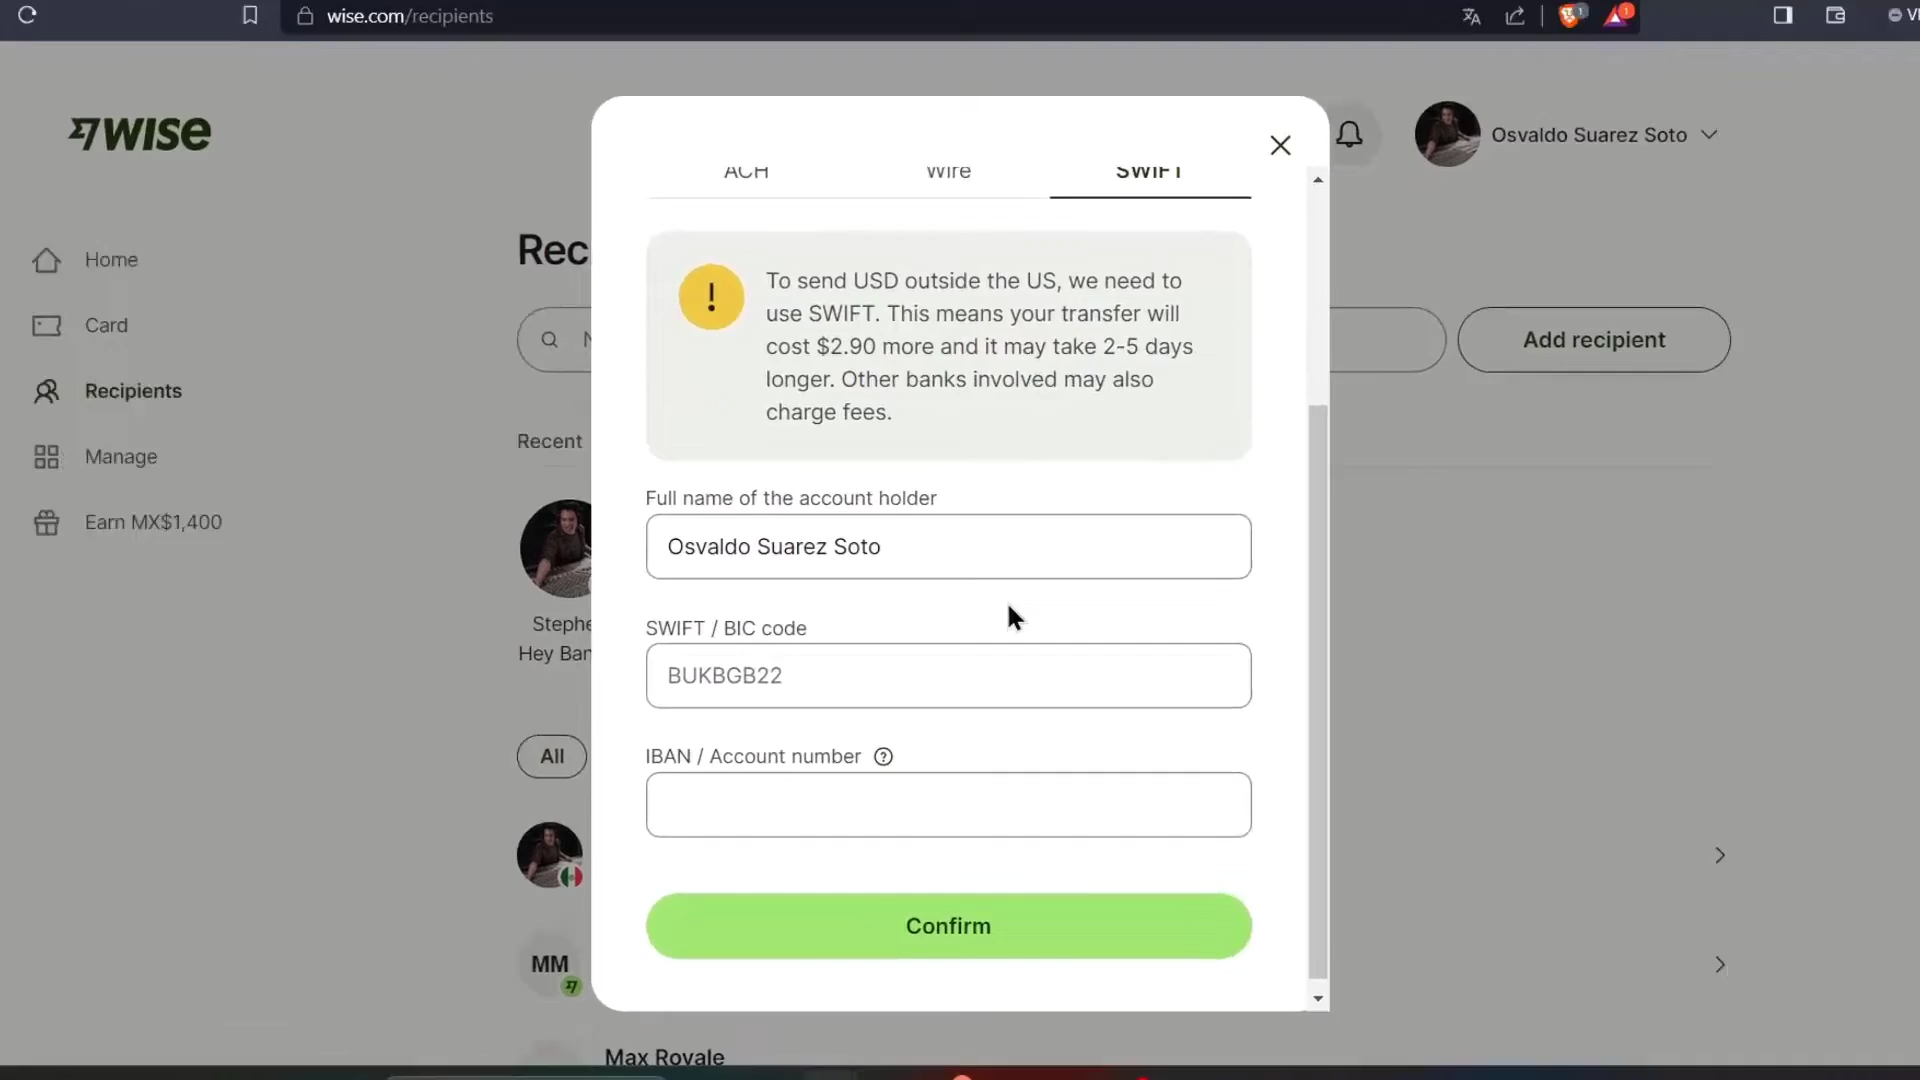 wise.com/recipients
1
1
WISE
Osvaldo Suarez Soto
Home
Card
Recipients
Manage
Earn MX$1,400
Add recipient
Recent
All
MM
Max Royale
ACH
Wire
SWIFT
!
To send USD outside the US, we need to
use SWIFT. This means your transfer will
cost $2.90 more and it may take 2-5 days
longer. Other banks involved may also
charge fees.
Full name of the account holder
Osvaldo Suarez Soto
SWIFT / BIC code
BUKBGB22
IBAN / Account number ?
Confirm